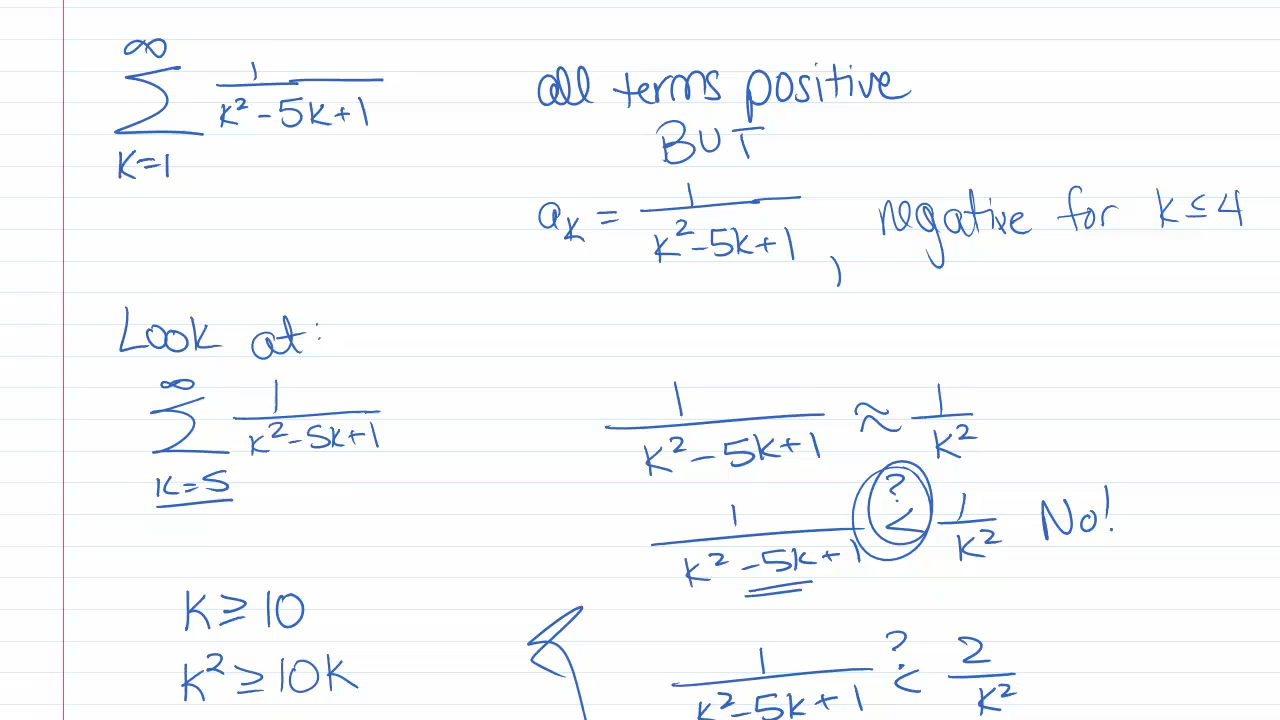 ∞
∑ 1/(k² - 5k + 1)
k=1
all terms positive
BUT
a_k = 1/(k² - 5k + 1), negative for k ≤ 4
Look at:
∞
∑ 1/(k² - 5k + 1)
k=5
1/(k² - 5k + 1) ≈ 1/k²
1/(k² - 5k + 1) ?≤ 1/k² No!
k ≥ 10
k² ≥ 10k
1/(k² - 5k + 1) ?< 2/k²